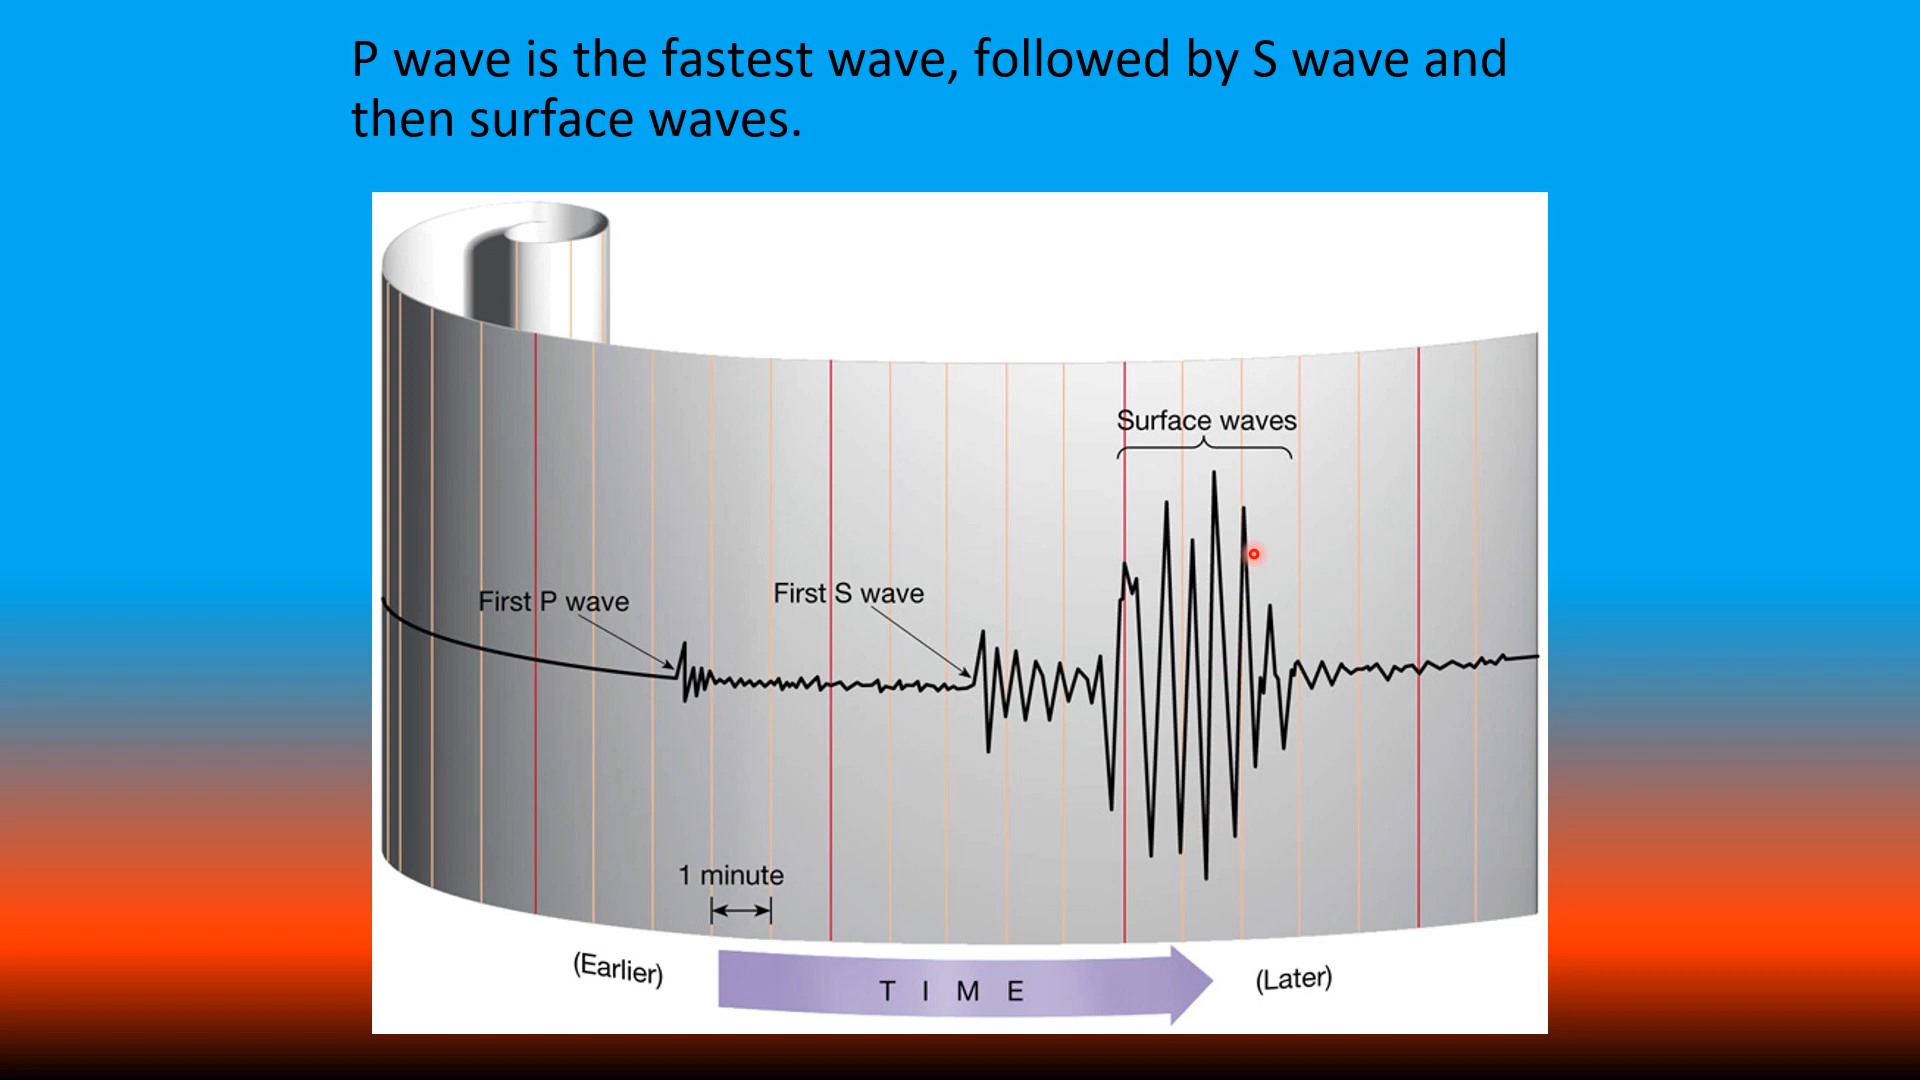 P wave is the fastest wave, followed by S wave and
then surface waves.
Surface waves
First P wave
First S wave
1 minute
(Earlier)
TIME
(Later)